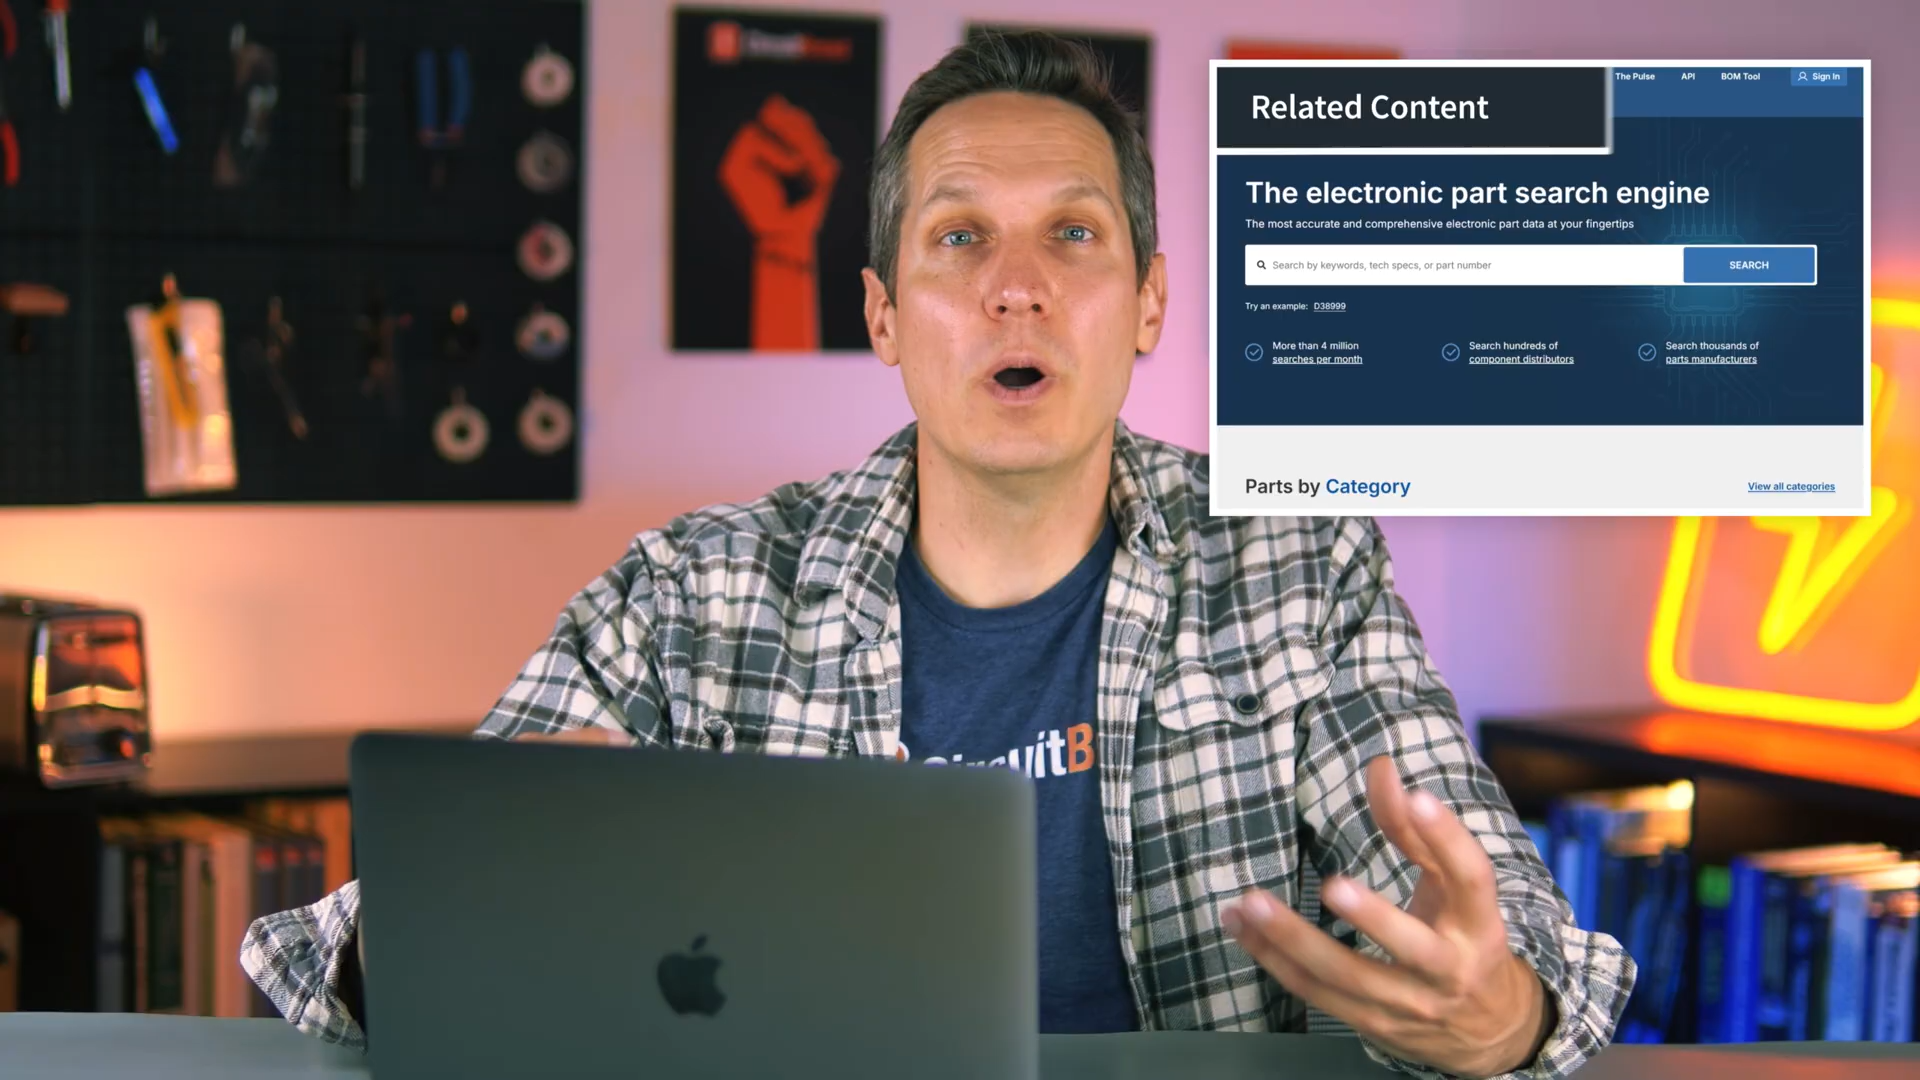 Related Content
The Pulse
API
BOM Tool
Sign In
The electronic part search engine
The most accurate and comprehensive electronic part data at your fingertips
Search by keywords, tech specs, or part number
SEARCH
Try an example: D38999
More than 4 million
searches per month
Search hundreds of
component distributors
Search thousands of
parts manufacturers
Parts by Category
View all categories